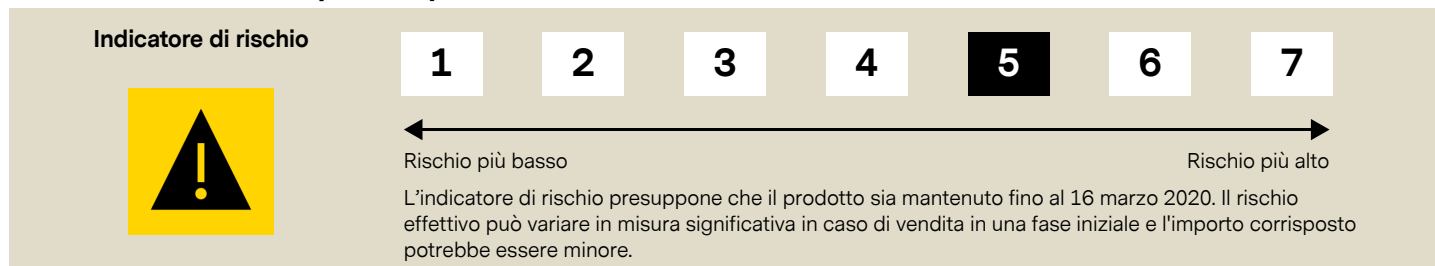 Indicatore di rischio
1 2 3 4 5 6 7
Rischio più basso
Rischio più alto
L'indicatore di rischio presuppone che il prodotto sia mantenuto fino al 16 marzo 2020. Il rischio
effettivo può variare in misura significativa in caso di vendita in una fase iniziale e l'importo corrisposto
potrebbe essere minore.